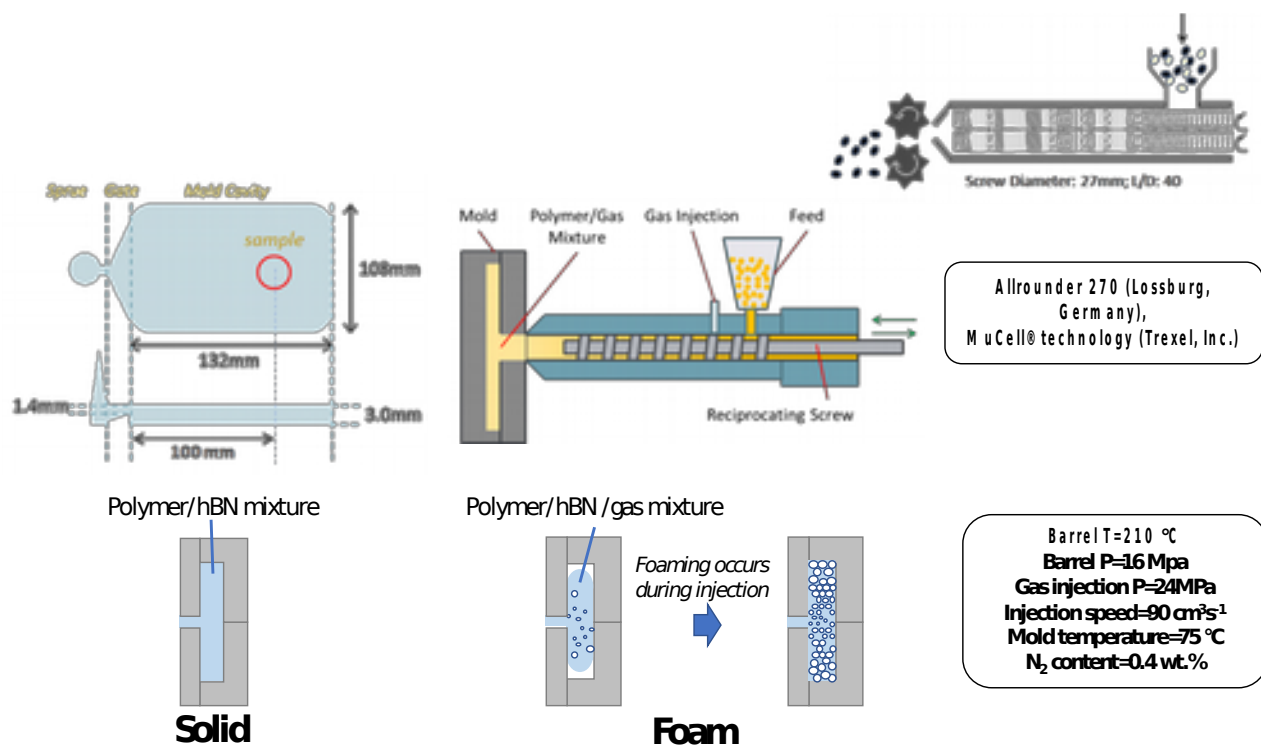 Screw Diameter: 27mm; L/D: 40
Sprue Gate Mold Cavity
sample
108mm
132mm
1.4mm
3.0mm
100mm
Mold
Polymer/Gas
Mixture
Gas Injection
Feed
Reciprocating Screw
Allrounder 270 (Lossburg,
Germany),
MuCell® technology (Trexel, Inc.)
Polymer/hBN mixture
Solid
Polymer/hBN /gas mixture
Foaming occurs
during injection
Foam
Barrel T=210 °C
Barrel P=16 Mpa
Gas injection P=24MPa
Injection speed=90 cm³s⁻¹
Mold temperature=75 °C
N₂ content=0.4 wt.%